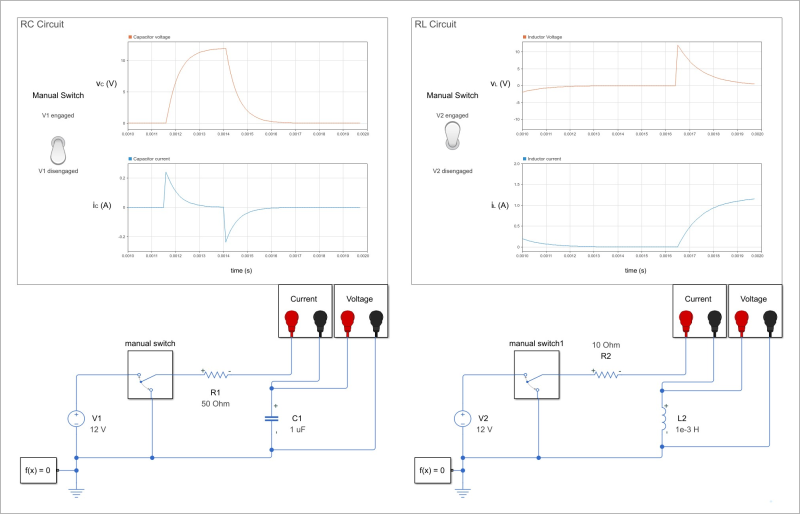 RC Circuit
Capacitor voltage
vc (V)
10
5
0
0.0010 0.0011 0.0012 0.0013 0.0014 0.0015 0.0016 0.0017 0.0018 0.0019 0.0020
Manual Switch
V1 engaged
V1 disengaged
Capacitor current
ic (A)
0.2
0.0
-0.2
0.0010 0.0011 0.0012 0.0013 0.0014 0.0015 0.0016 0.0017 0.0018 0.0019 0.0020
time (s)
RL Circuit
Inductor Voltage
vL (V)
10
5
0
-5
-10
0.0010 0.0011 0.0012 0.0013 0.0014 0.0015 0.0016 0.0017 0.0018 0.0019 0.0020
Manual Switch
V2 engaged
V2 disengaged
Inductor current
iL (A)
2.0
1.5
1.0
0.5
0.0
0.0010 0.0011 0.0012 0.0013 0.0014 0.0015 0.0016 0.0017 0.0018 0.0019 0.0020
time (s)
Current
Voltage
manual switch
+ -
R1
50 Ohm
+
-
V1
12 V
+
-
C1
1 uF
f(x) = 0
Current
Voltage
manual switch1
10 Ohm
R2
+ -
+
-
V2
12 V
+
-
L2
1e-3 H
f(x) = 0